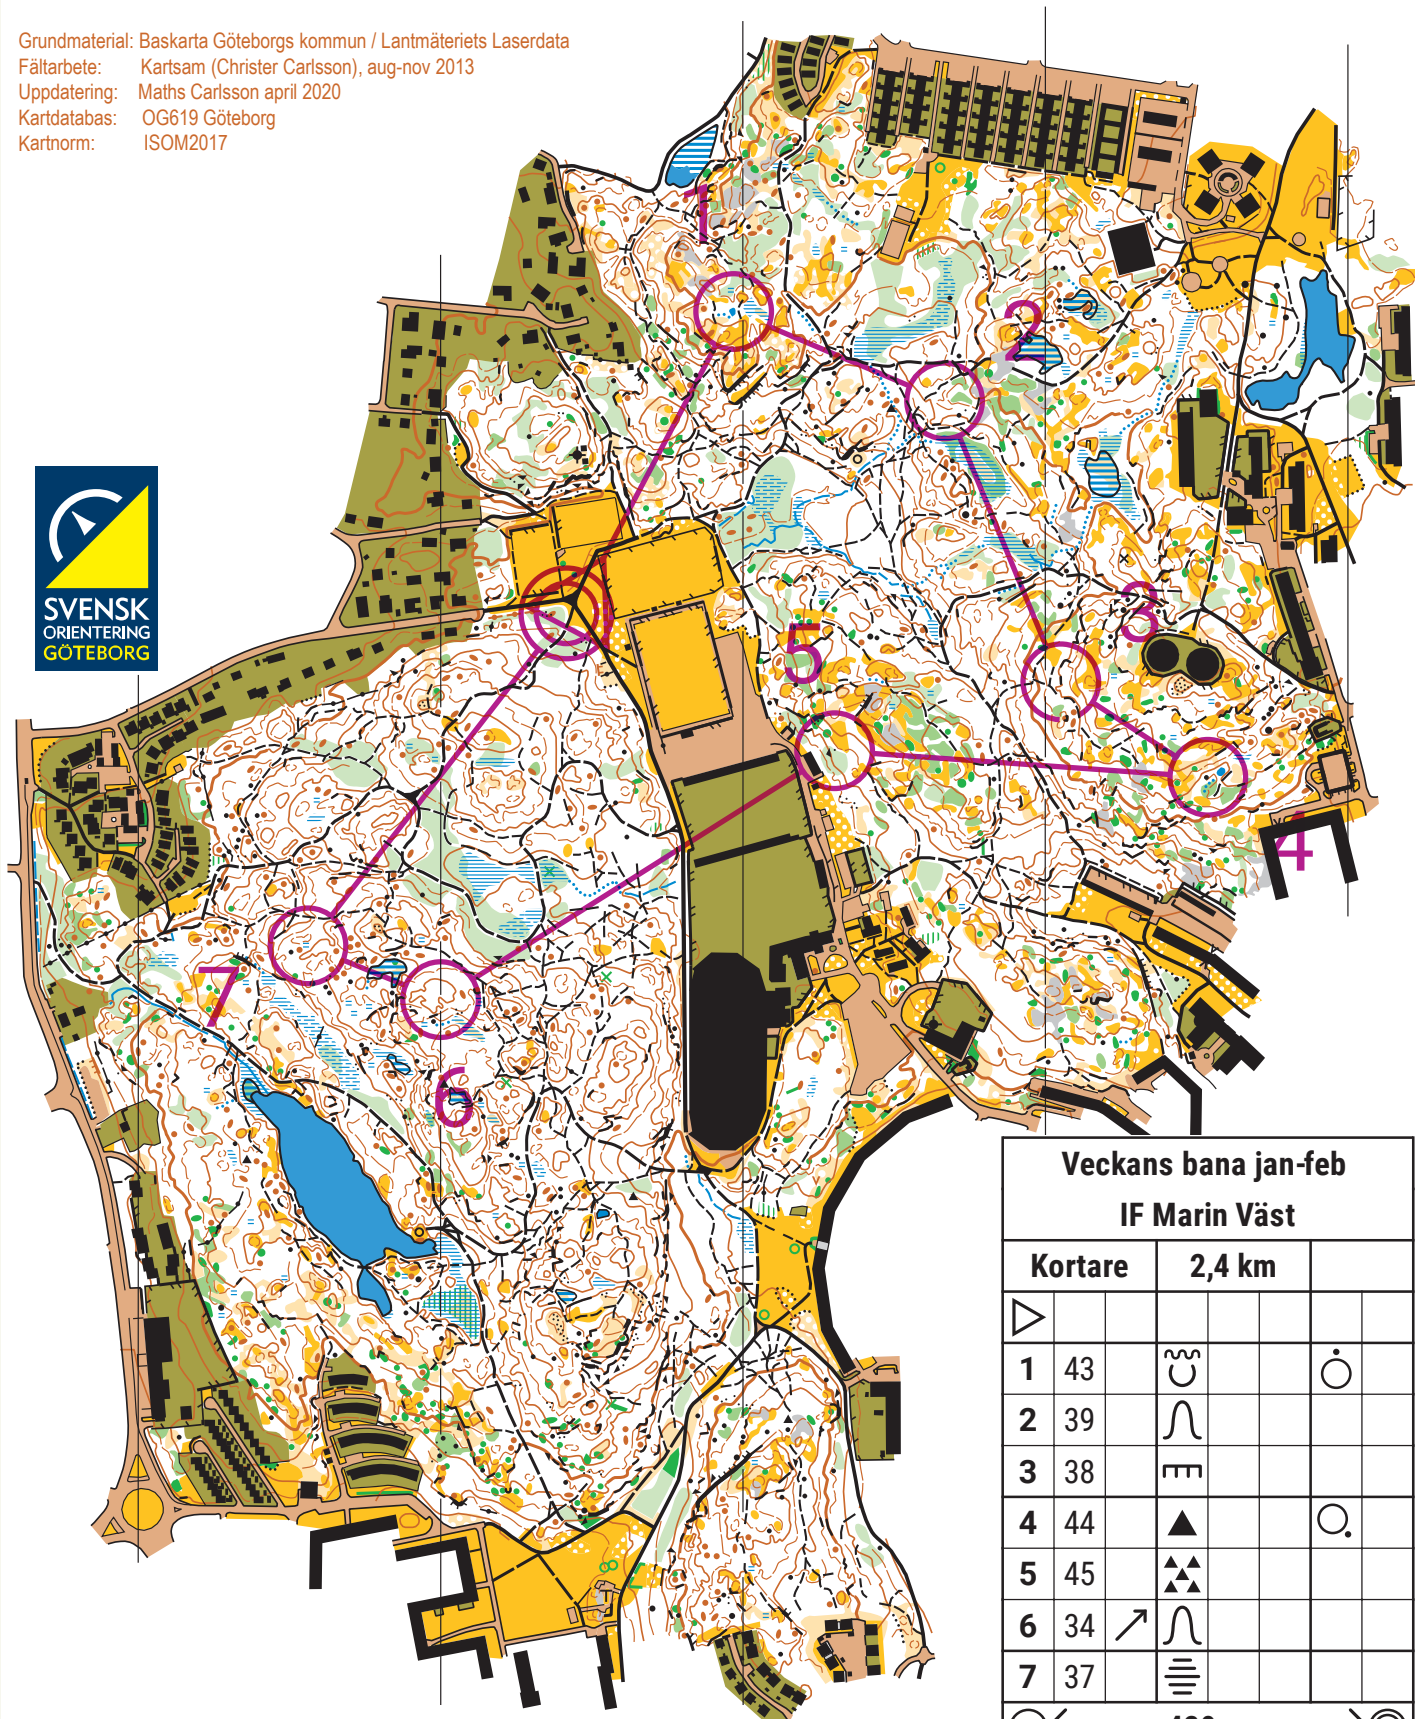 Grundmaterial: Baskarta Göteborgs kommun / Lantmäteriets Laserdata
Fältarbete: Kartsam (Christer Carlsson), aug-nov 2013
Uppdatering: Maths Carlsson april 2020
Kartdatabas: OG619 Göteborg
Kartnorm: ISOM2017
1
2
SVENSK
ORIENTERING
GÖTEBORG
3
5
4
7
6
Veckans bana jan-feb
IF Marin Väst
Kortare 2,4 km
1 43
2 39
3 38
4 44
5 45
6 34
7 37